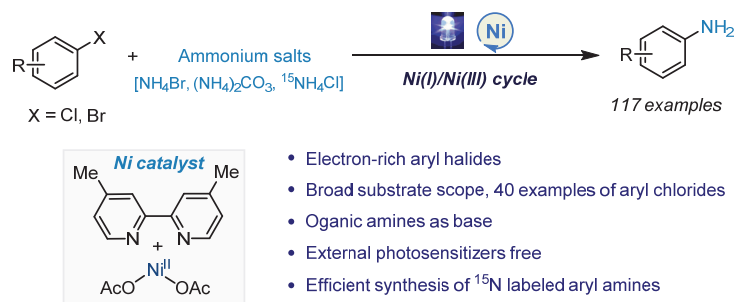 X
R
+
Ammonium salts
[NH₄Br, (NH₄)₂CO₃, ¹⁵NH₄Cl]
Ni
Ni(I)/Ni(III) cycle
NH₂
R
X = Cl, Br
117 examples
Ni catalyst
Me
Me
N
N
+
Niᴵᴵ
AcO
OAc
• Electron-rich aryl halides
• Broad substrate scope, 40 examples of aryl chlorides
• Oganic amines as base
• External photosensitizers free
• Efficient synthesis of ¹⁵N labeled aryl amines